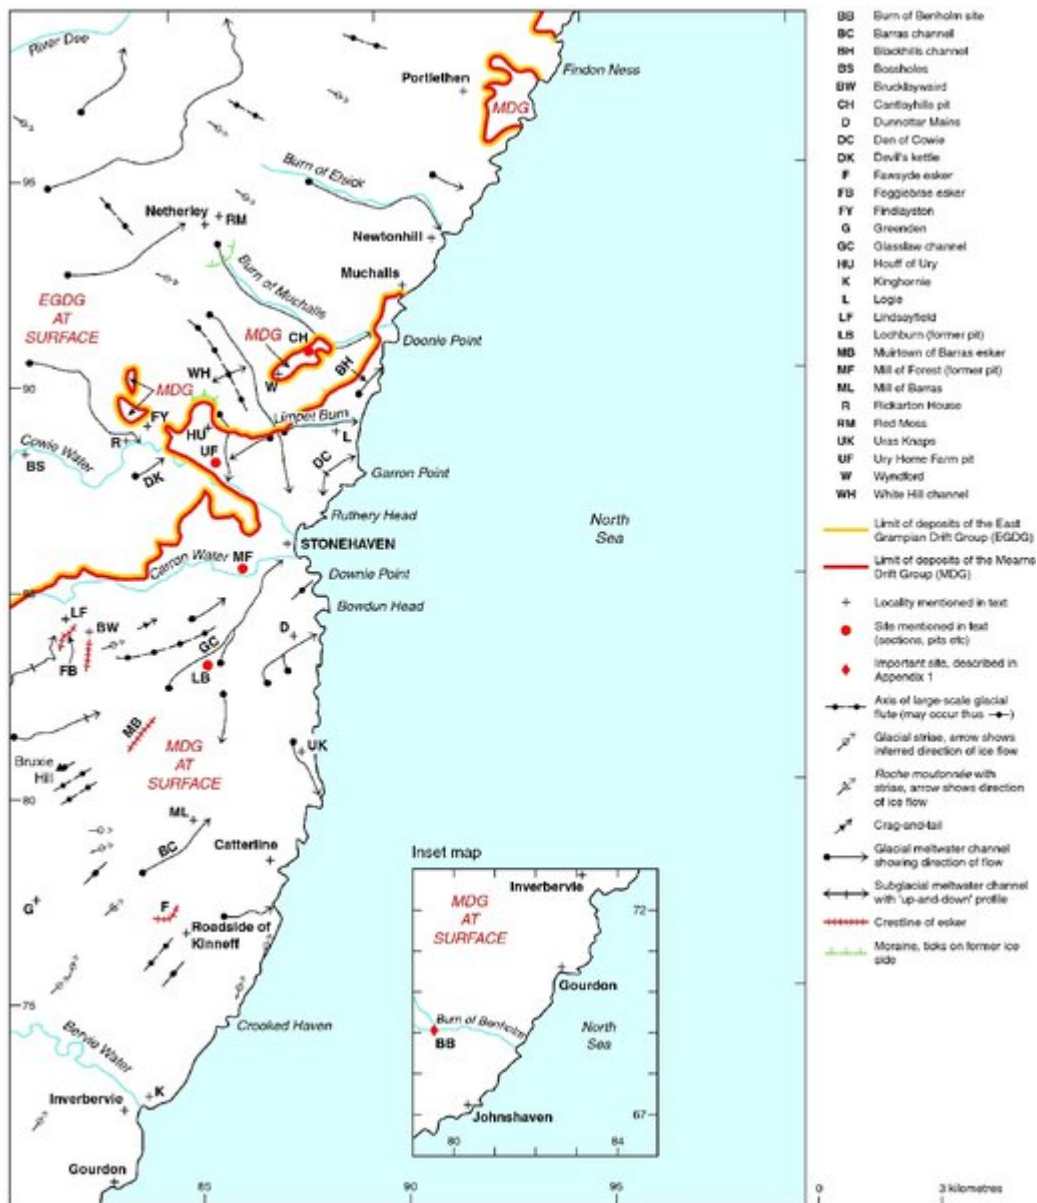 River Dee
Portlethen
Findon Ness
MDG
Burn of Elsick
95
Netherley
RM
Newtonhill
Burn of Muchalls
Muchalls
EGDG
AT
SURFACE
MDG
CH
Doonie Point
BH
WH
W
90
MDG
FY
Limpet Burn
HU
L
R
UF
Cowie Water
BS
DK
DC
Garron Point
Ruthery Head
North
Sea
STONEHAVEN
Carron Water
MF
Downie Point
85
Bowdun Head
LF
BW
D
GC
FB
LB
MB
MDG
AT
SURFACE
UK
Bruxie
Hill
80
ML
BC
Catterline
G
F
Roadside of
Kinneff
75
Crooked Haven
Bervie Water
K
Inverbervie
Gourdon
85
90
95
Inset map
Inverbervie
MDG
AT
SURFACE
72
Gourdon
Burn of Benholm
BB
North
Sea
Johnshaven
67
80
84
BB Burn of Benholm site
BC Barras channel
BH Blackhills channel
BS Bossholes
BW Brucklaywaird
CH Cantlayhills pit
D Dunnottar Mains
DC Den of Cowie
DK Devil's kettle
F Fawsyde esker
FB Feggiebrae esker
FY Findlayston
G Greenden
GC Glasslaw channel
HU Houff of Ury
K Kinghornie
L Logie
LF Lindsayfield
LB Lochburn (former pit)
MB Muirtown of Barras esker
MF Mill of Forest (former pit)
ML Mill of Barras
R Rickarton House
RM Red Moss
UK Uras Knaps
UF Ury Home Farm pit
W Wyndford
WH White Hill channel
Limit of deposits of the East
Grampian Drift Group (EGDG)
Limit of deposits of the Mearns
Drift Group (MDG)
Locality mentioned in text
Site mentioned in text
(sections, pits etc)
Important site, described in
Appendix 1
Axis of large-scale glacial
flute (may occur thus )
Glacial striae, arrow shows
inferred direction of ice flow
Roche moutonnée with
striae, arrow shows direction
of ice flow
Crag-and-tail
Glacial meltwater channel
showing direction of flow
Subglacial meltwater channel
with 'up-and-down' profile
Crestline of esker
Moraine, ticks on former ice
side
0 3 kilometres